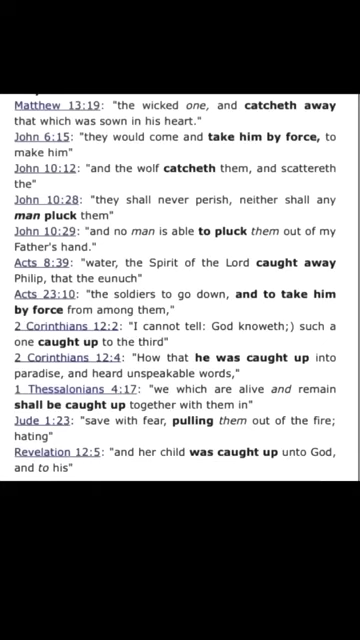 Matthew 13:19: "the wicked one, and catcheth away
that which was sown in his heart."
John 6:15: "they would come and take him by force, to
make him"
John 10:12: "and the wolf catcheth them, and scattereth
the"
John 10:28: "they shall never perish, neither shall any
man pluck them"
John 10:29: "and no man is able to pluck them out of my
Father's hand."
Acts 8:39: "water, the Spirit of the Lord caught away
Philip, that the eunuch"
Acts 23:10: "the soldiers to go down, and to take him
by force from among them,"
2 Corinthians 12:2: "I cannot tell: God knoweth;) such a
one caught up to the third"
2 Corinthians 12:4: "How that he was caught up into
paradise, and heard unspeakable words,"
1 Thessalonians 4:17: "we which are alive and remain
shall be caught up together with them in"
Jude 1:23: "save with fear, pulling them out of the fire;
hating"
Revelation 12:5: "and her child was caught up unto God,
and to his"